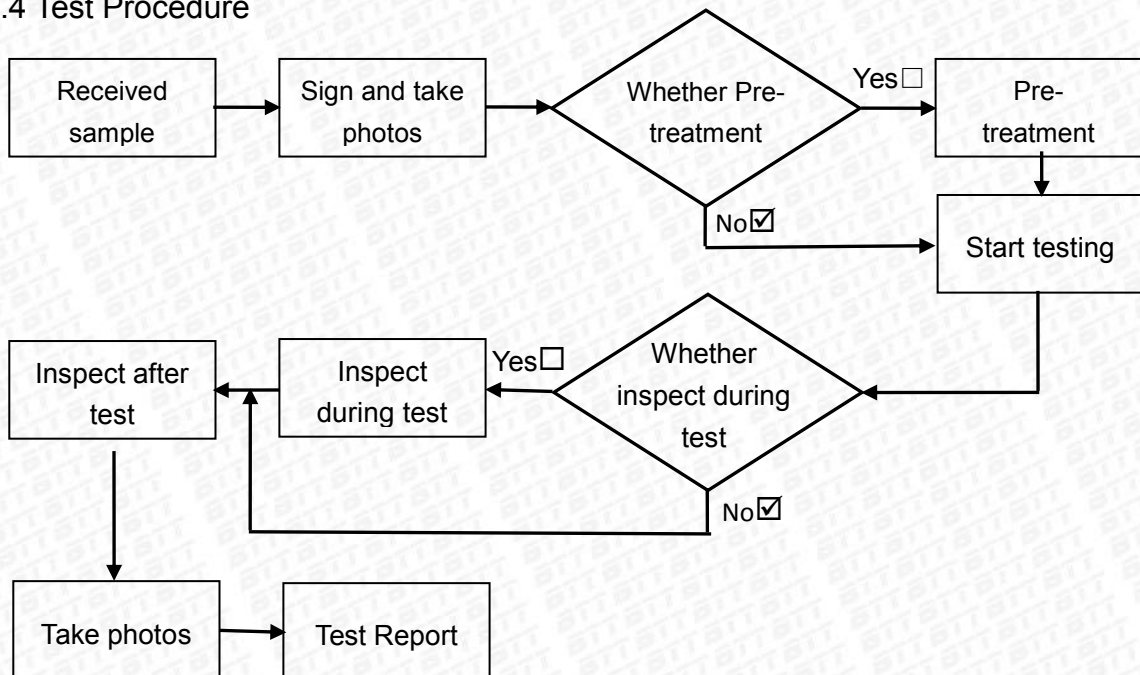 .4 Test Procedure
Received
sample
Sign and take
photos
Whether Pre-
treatment
Yes☐
Pre-
treatment
No☑
Start testing
Whether
inspect during
test
Yes☐
Inspect
during test
Inspect after
test
No☑
Take photos
Test Report